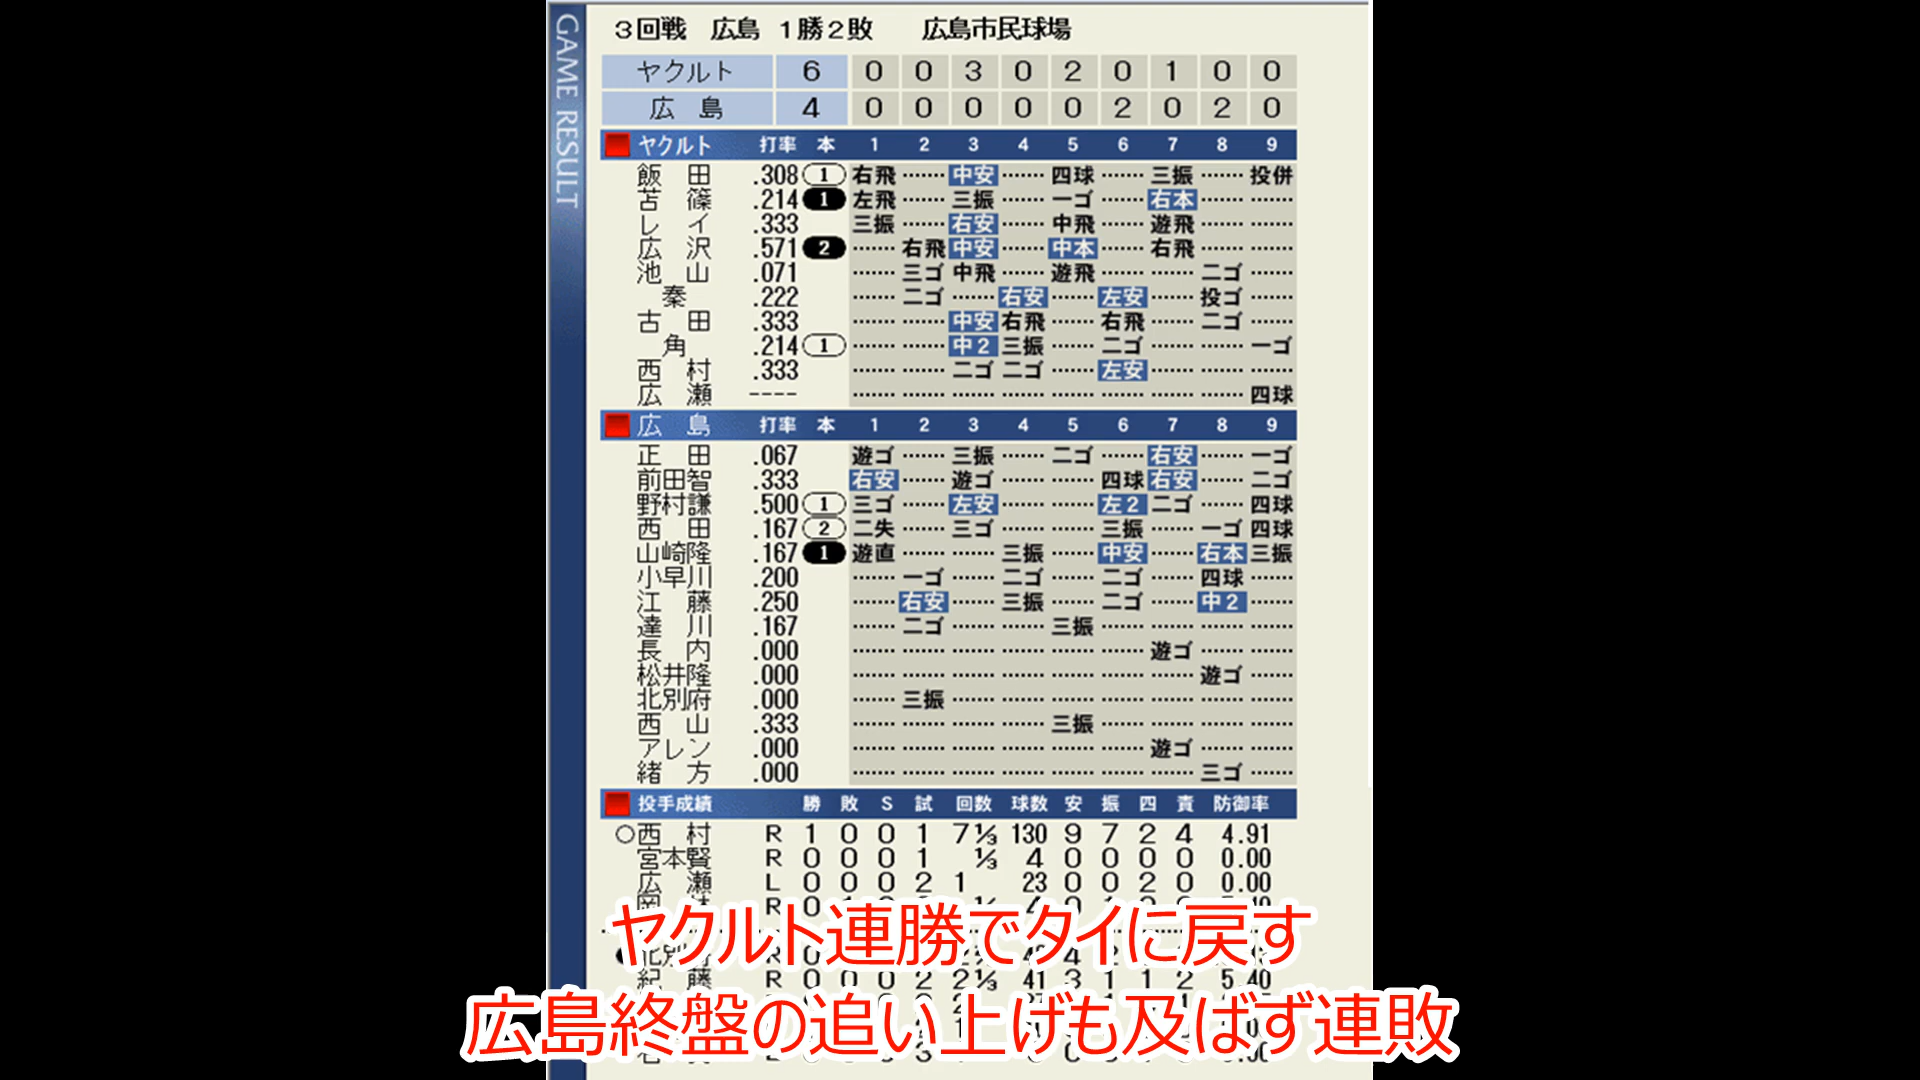 GAME RESULT
3回戦 広島 1勝2敗 広島市民球場
ヤクルト 6 0 0 3 0 2 0 1 0 0
広島 4 0 0 0 0 0 2 0 2 0
ヤクルト 打率 本 1 2 3 4 5 6 7 8 9
飯田 .308 1 右飛 …… 中安 …… 四球 …… 三振 …… 投併
苫篠 .214 1 左飛 …… 三振 …… 一ゴ …… 右本 …… ……
レイ .333 三振 …… 右安 …… 中飛 …… 遊飛 …… ……
広沢 .571 2 …… 右飛 中安 …… 中本 …… 右飛 …… ……
池山 .071 …… 三ゴ 中飛 …… 遊飛 …… …… 二ゴ ……
秦 .222 …… 二ゴ …… 右安 …… 左安 …… 投ゴ ……
古田 .333 …… …… 中安 右飛 …… 右飛 …… 二ゴ ……
角 .214 1 …… …… 中2 三振 …… 二ゴ …… …… 一ゴ
西村 .333 …… …… 二ゴ 二ゴ …… 左安 …… …… ……
広瀬 ---- …… …… …… …… …… …… …… …… 四球
広島 打率 本 1 2 3 4 5 6 7 8 9
正田 .067 遊ゴ …… 三振 …… 二ゴ …… 右安 …… 一ゴ
前田智 .333 右安 …… 遊ゴ …… …… 四球 右安 …… 二ゴ
野村謙 .500 1 三ゴ …… 左安 …… …… 左2 二ゴ …… 四球
西田 .167 2 二失 …… 三ゴ …… …… 三振 …… 一ゴ 四球
山崎隆 .167 1 遊直 …… …… 三振 …… 中安 …… 右本 三振
小早川 .200 …… 一ゴ …… 二ゴ …… 二ゴ …… 四球 ……
江藤 .250 …… 右安 …… 三振 …… 二ゴ …… 中2 ……
達川 .167 …… 二ゴ …… …… 三振 …… …… …… ……
長内 .000 …… …… …… …… …… …… 遊ゴ …… ……
松井隆 .000 …… …… …… …… …… …… …… 遊ゴ ……
北別府 .000 …… 三振 …… …… …… …… …… …… ……
西山 .333 …… …… …… …… 三振 …… …… …… ……
アレン .000 …… …… …… …… …… …… 遊ゴ …… ……
緒方 .000 …… …… …… …… …… …… …… 三ゴ ……
投手成績 勝 敗 S 試 回数 球数 安 振 四 責 防御率
○西村 R 1 0 0 1 7⅓ 130 9 7 2 4 4.91
宮本賢 R 0 0 0 1 ⅓ 4 0 0 0 0 0.00
広瀬 L 0 0 0 2 1 23 0 0 2 0 0.00
R 0
ヤクルト連勝でタイに戻す
紀藤 R 0 0 0 2 2⅓ 41 3 1 1 2 5.40
広島終盤の追い上げも及ばず連敗